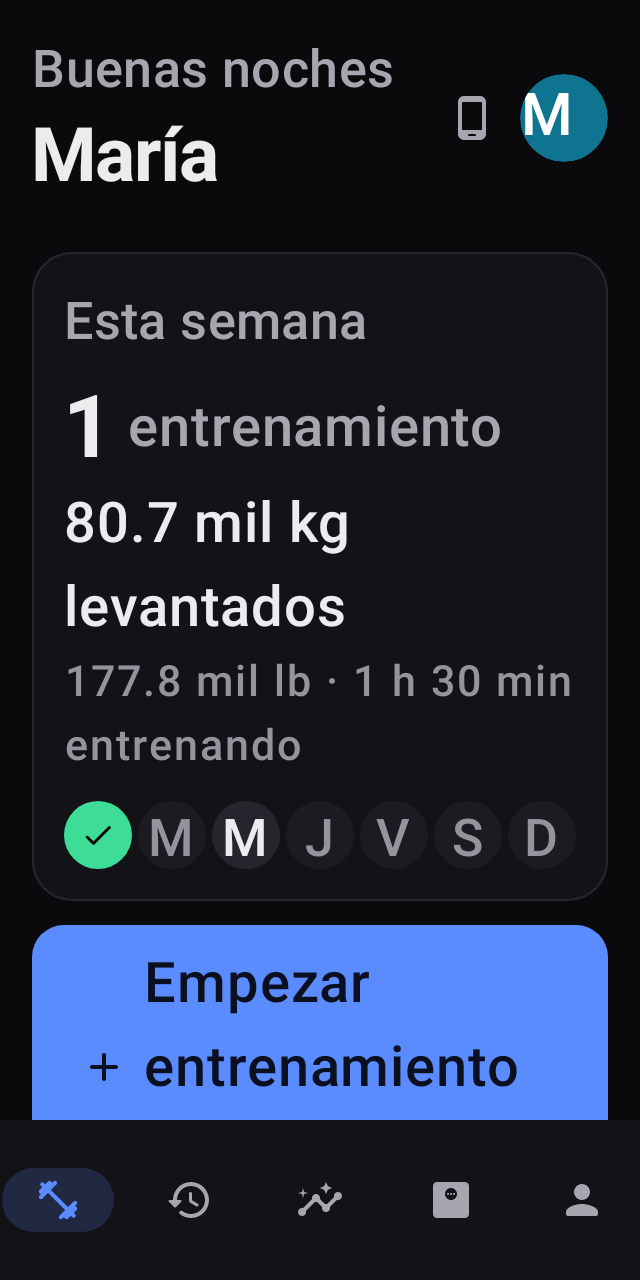 Buenas noches
María
M
Esta semana
1 entrenamiento
80.7 mil kg
levantados
177.8 mil lb · 1 h 30 min
entrenando
M M J V S D
Empezar
+ entrenamiento